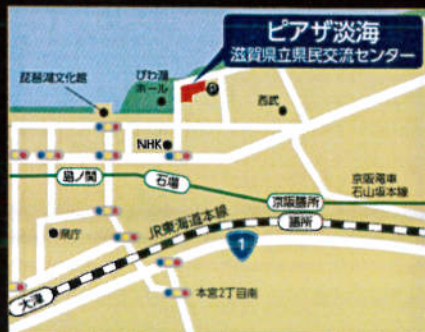 ピアザ淡海
滋賀県立県民交流センター
琵琶湖文化館
びわ湖
ホール
P
西武
NHK
島ノ関
石場
京阪電車
石山坂本線
京阪膳所
膳所
県庁
JR東海道本線
1
大津
本宮2丁目南